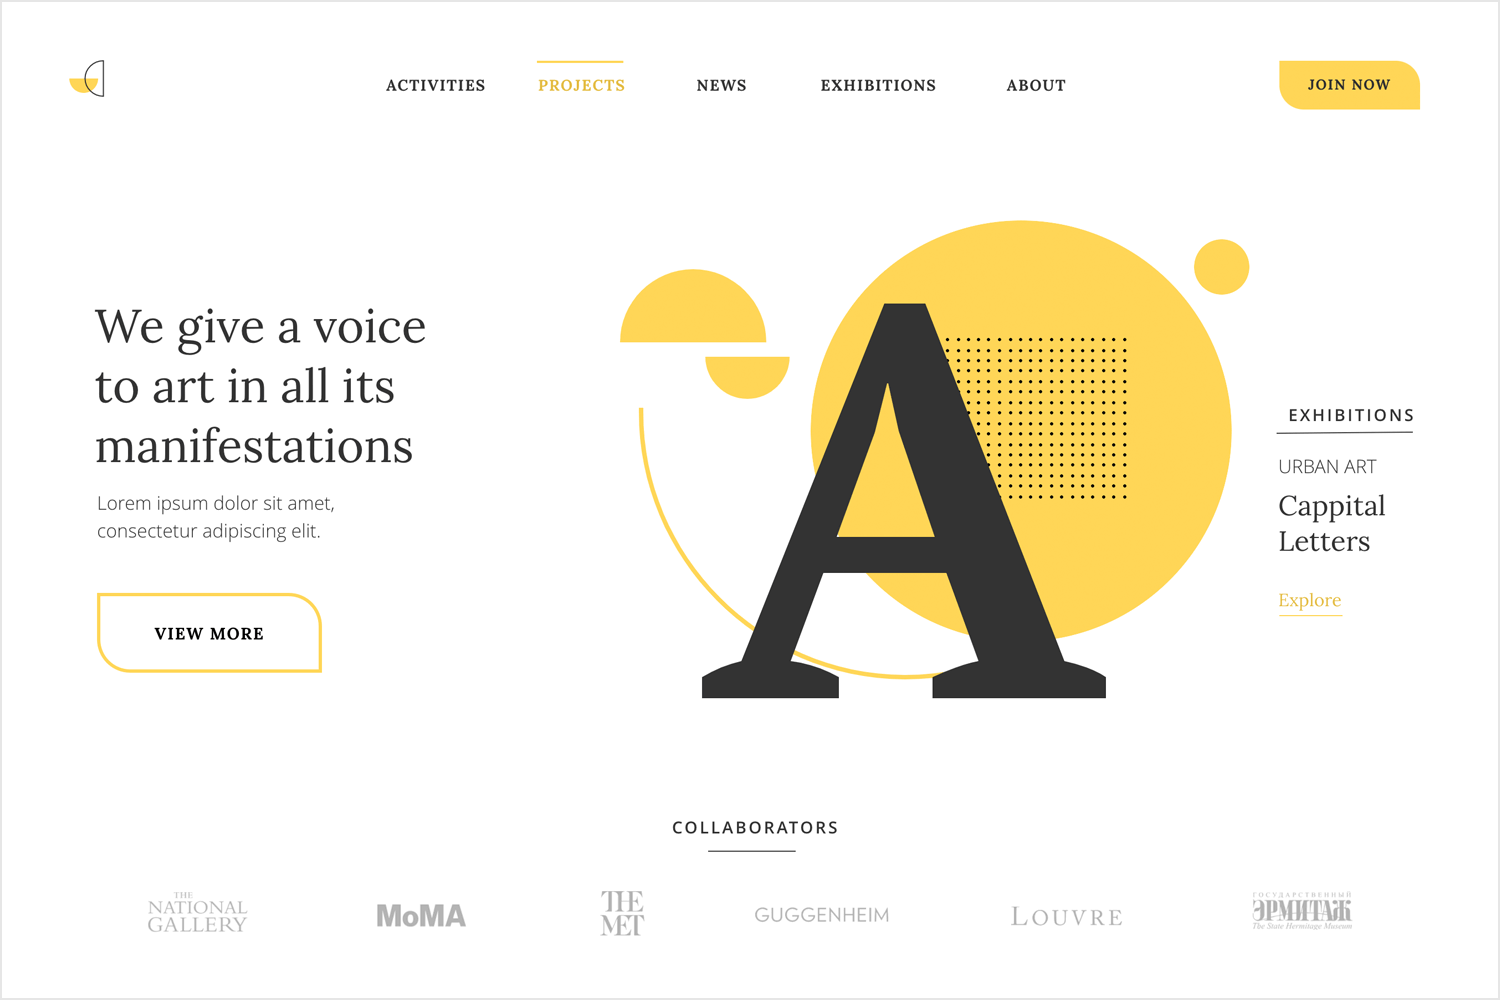 ACTIVITIES
PROJECTS
NEWS
EXHIBITIONS
ABOUT
JOIN NOW
We give a voice
to art in all its
manifestations
Lorem ipsum dolor sit amet,
consectetur adipiscing elit.
VIEW MORE
A
EXHIBITIONS
URBAN ART
Cappital
Letters
Explore
COLLABORATORS
THE
NATIONAL
GALLERY
MoMA
THE
MET
GUGGENHEIM
LOUVRE
ГОСУДАРСТВЕННЫЙ
ЭРМИТАЖ
The State Hermitage Museum